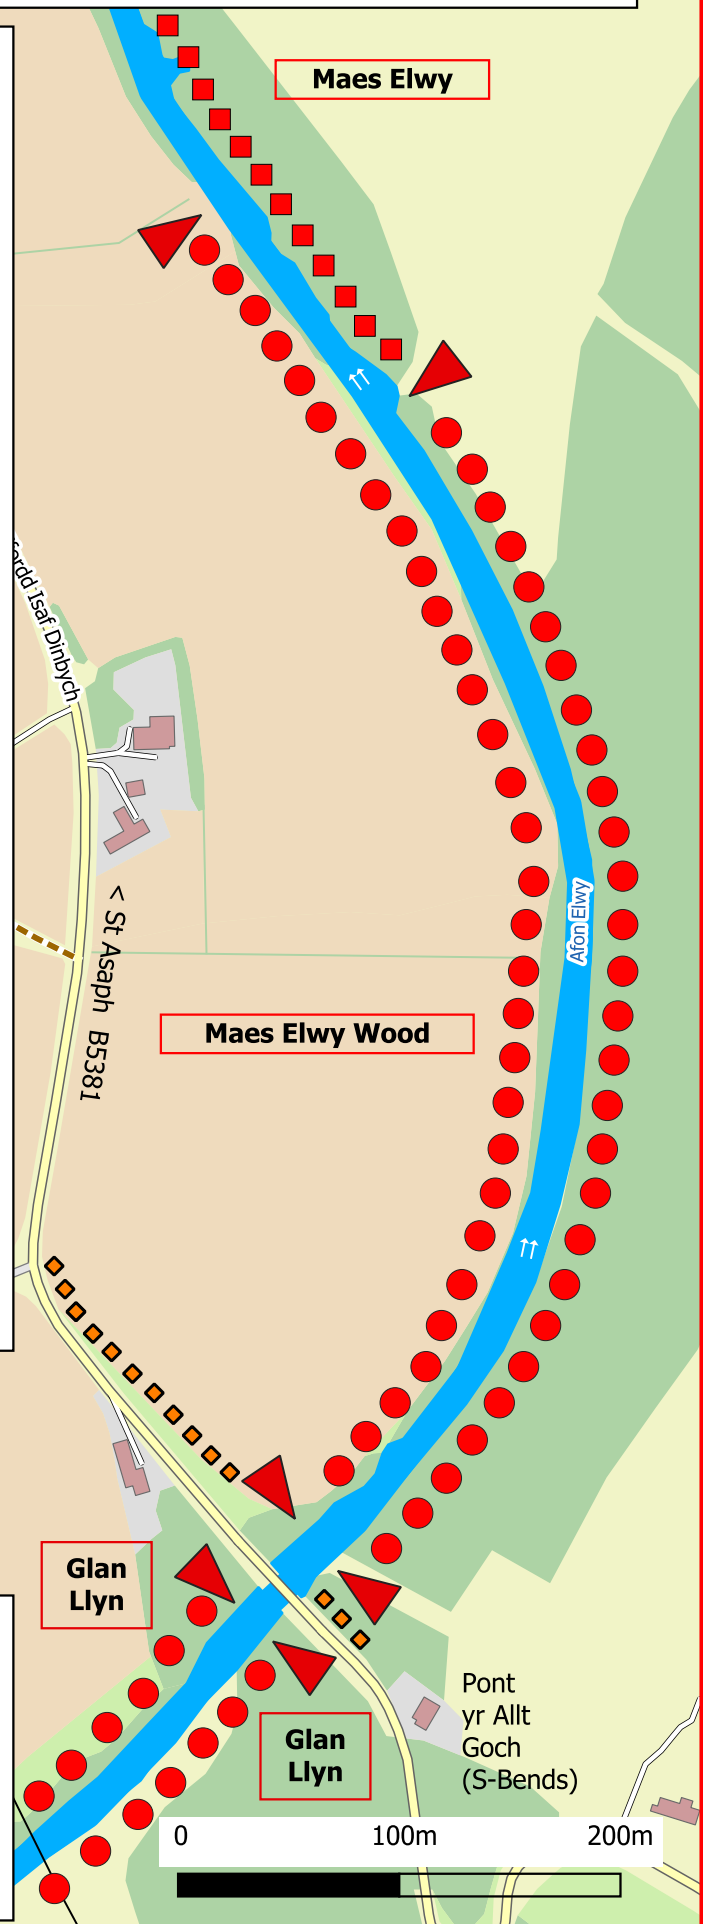 Maes Elwy
fordd Isaf Dinbych
Afon Elwy
< St Asaph B5381
Maes Elwy Wood
Glan
Llyn
Glan
Llyn
Pont
yr Allt
Goch
(S-Bends)
0 100m 200m